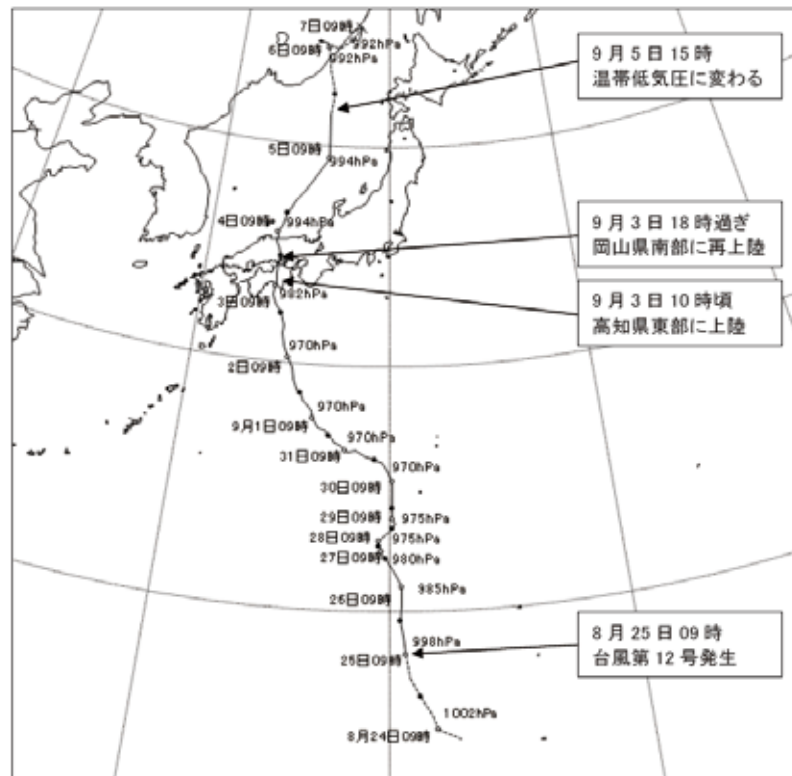 7日09時
992hPa
6日09時
992hPa
9月5日15時
温帯低気圧に変わる
5日09時
994hPa
4日09時
994hPa
9月3日18時過ぎ
岡山県南部に再上陸
3日09時
982hPa
9月3日10時頃
高知県東部に上陸
970hPa
2日09時
970hPa
9月1日09時
970hPa
31日09時
970hPa
30日09時
29日09時
975hPa
28日09時
975hPa
27日09時
980hPa
985hPa
26日09時
998hPa
25日09時
8月25日09時
台風第12号発生
1002hPa
8月24日09時